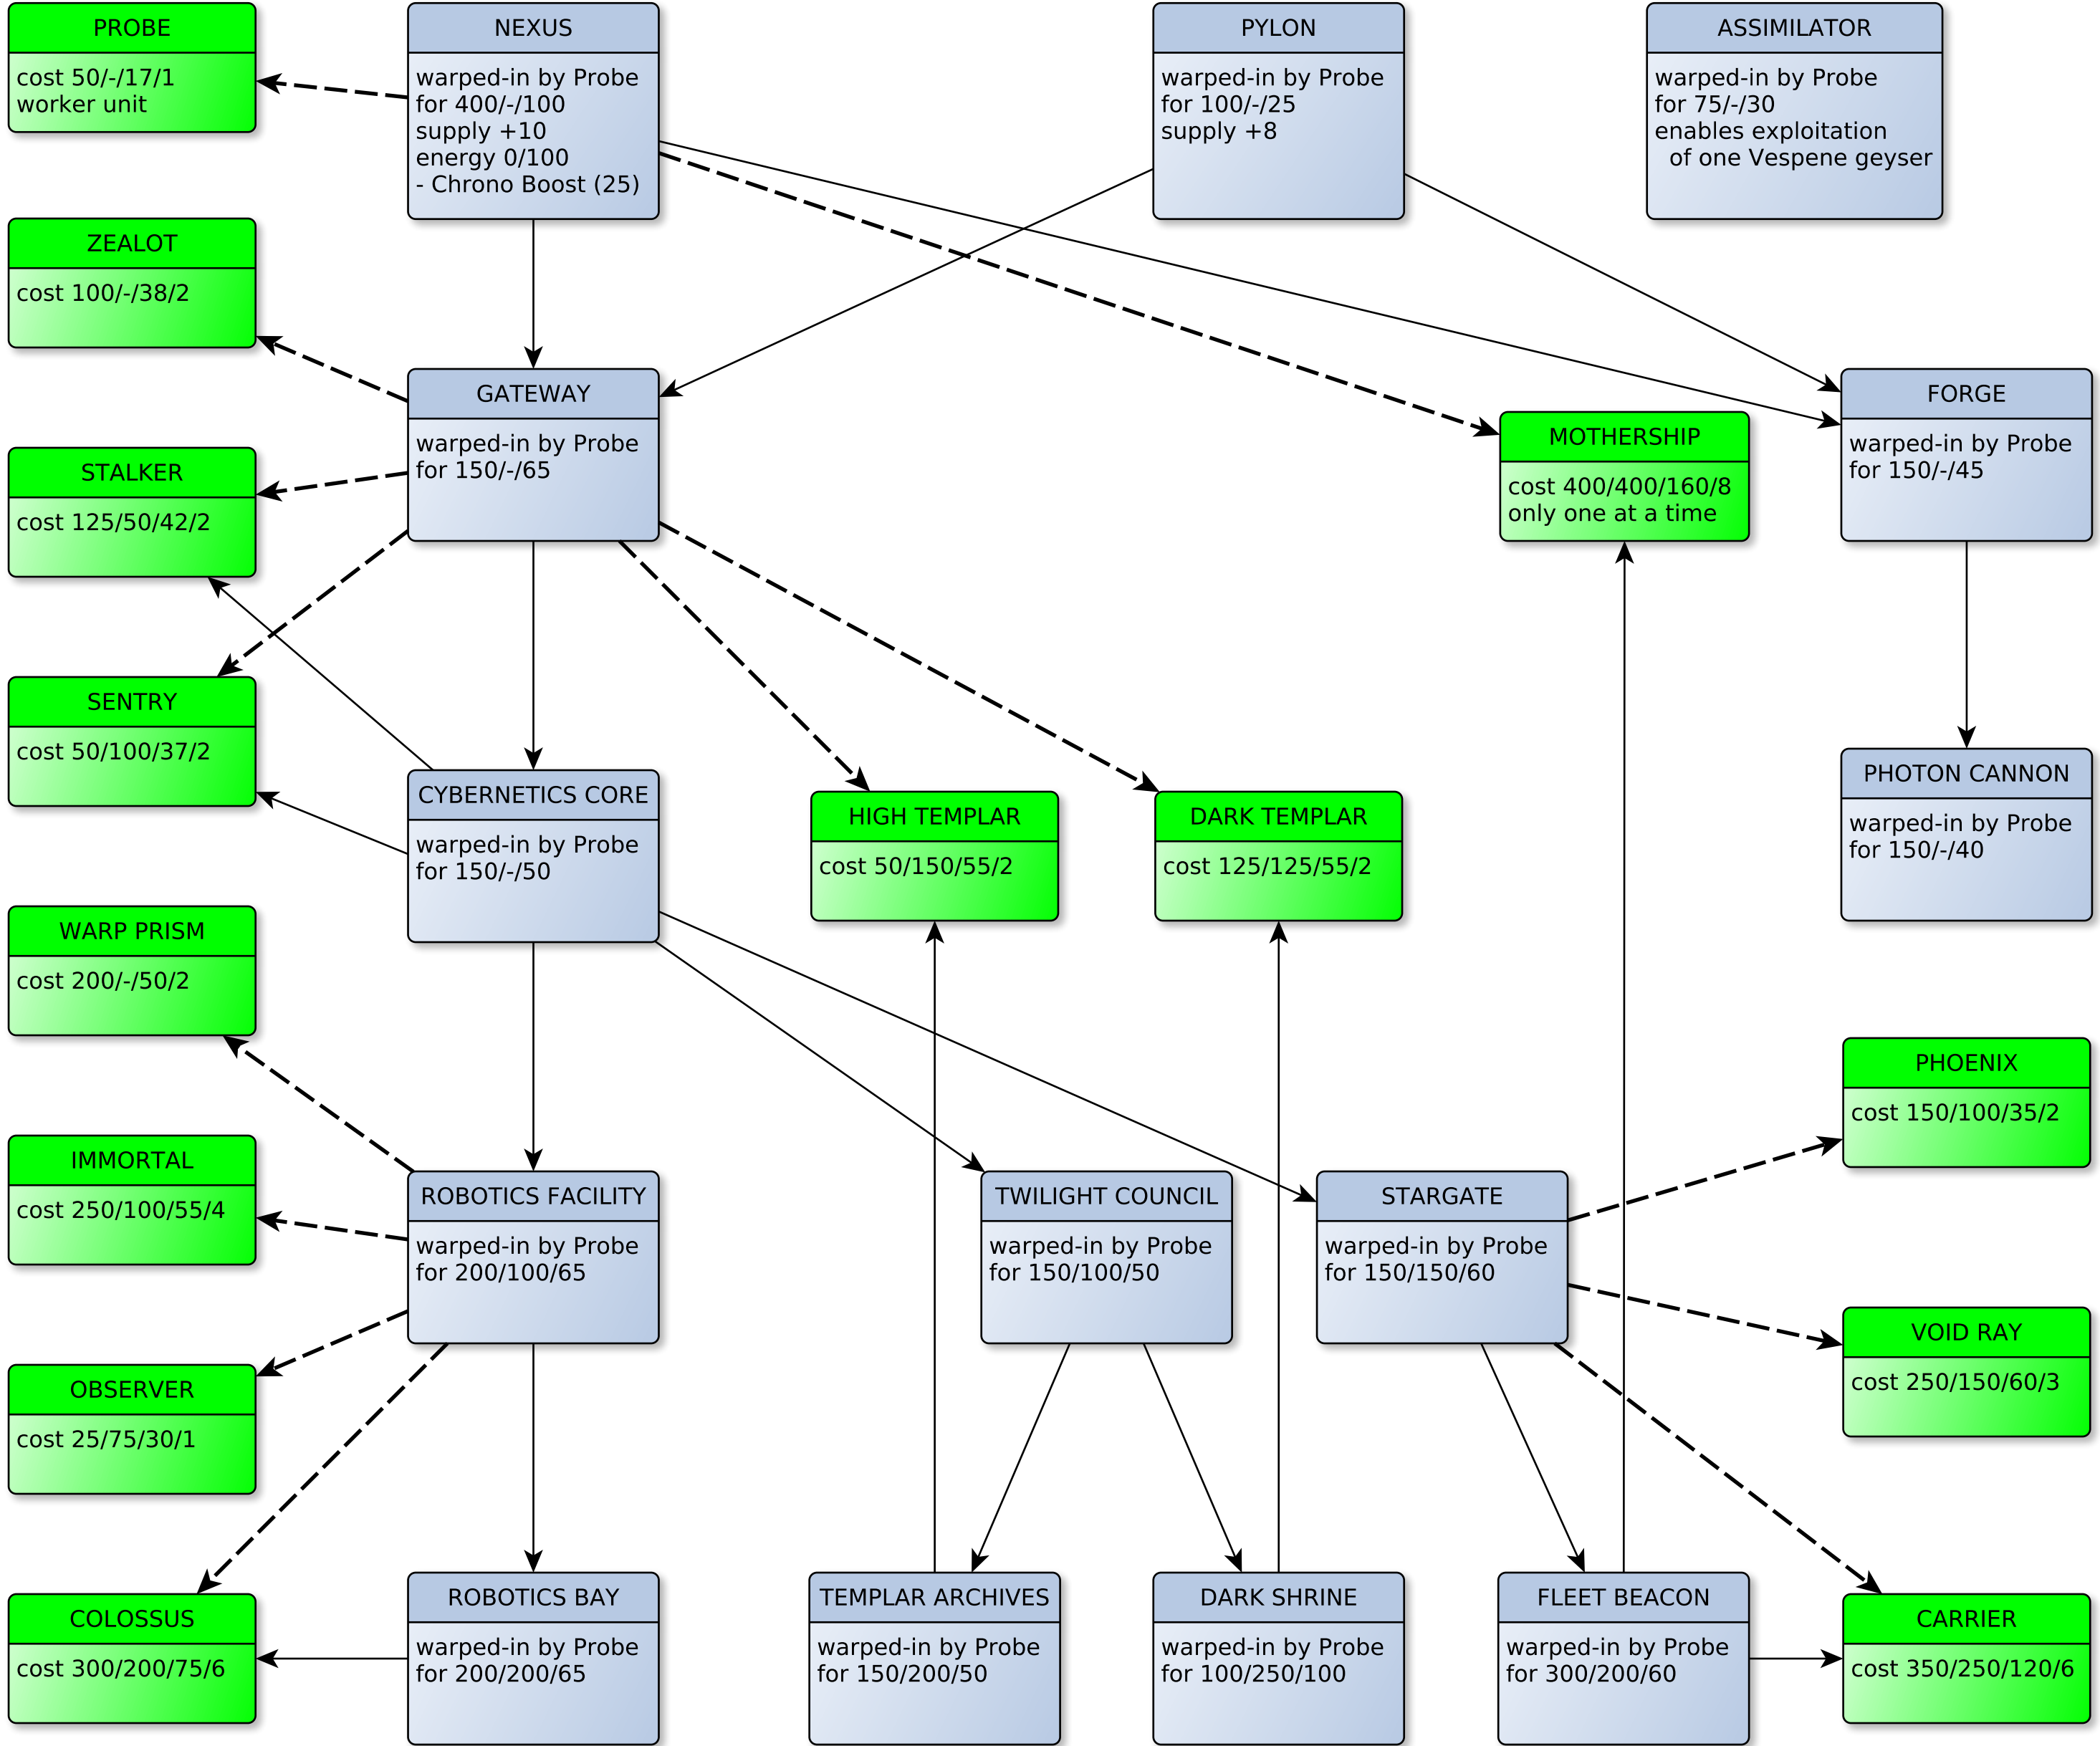 PROBE
cost 50/-/17/1
worker unit
NEXUS
warped-in by Probe
for 400/-/100
supply +10
energy 0/100
- Chrono Boost (25)
PYLON
warped-in by Probe
for 100/-/25
supply +8
ASSIMILATOR
warped-in by Probe
for 75/-/30
enables exploitation
of one Vespene geyser
ZEALOT
cost 100/-/38/2
GATEWAY
warped-in by Probe
for 150/-/65
MOTHERSHIP
cost 400/400/160/8
only one at a time
FORGE
warped-in by Probe
for 150/-/45
STALKER
cost 125/50/42/2
SENTRY
cost 50/100/37/2
CYBERNETICS CORE
warped-in by Probe
for 150/-/50
HIGH TEMPLAR
cost 50/150/55/2
DARK TEMPLAR
cost 125/125/55/2
PHOTON CANNON
warped-in by Probe
for 150/-/40
WARP PRISM
cost 200/-/50/2
PHOENIX
cost 150/100/35/2
IMMORTAL
cost 250/100/55/4
ROBOTICS FACILITY
warped-in by Probe
for 200/100/65
TWILIGHT COUNCIL
warped-in by Probe
for 150/100/50
STARGATE
warped-in by Probe
for 150/150/60
VOID RAY
cost 250/150/60/3
OBSERVER
cost 25/75/30/1
COLOSSUS
cost 300/200/75/6
ROBOTICS BAY
warped-in by Probe
for 200/200/65
TEMPLAR ARCHIVES
warped-in by Probe
for 150/200/50
DARK SHRINE
warped-in by Probe
for 100/250/100
FLEET BEACON
warped-in by Probe
for 300/200/60
CARRIER
cost 350/250/120/6